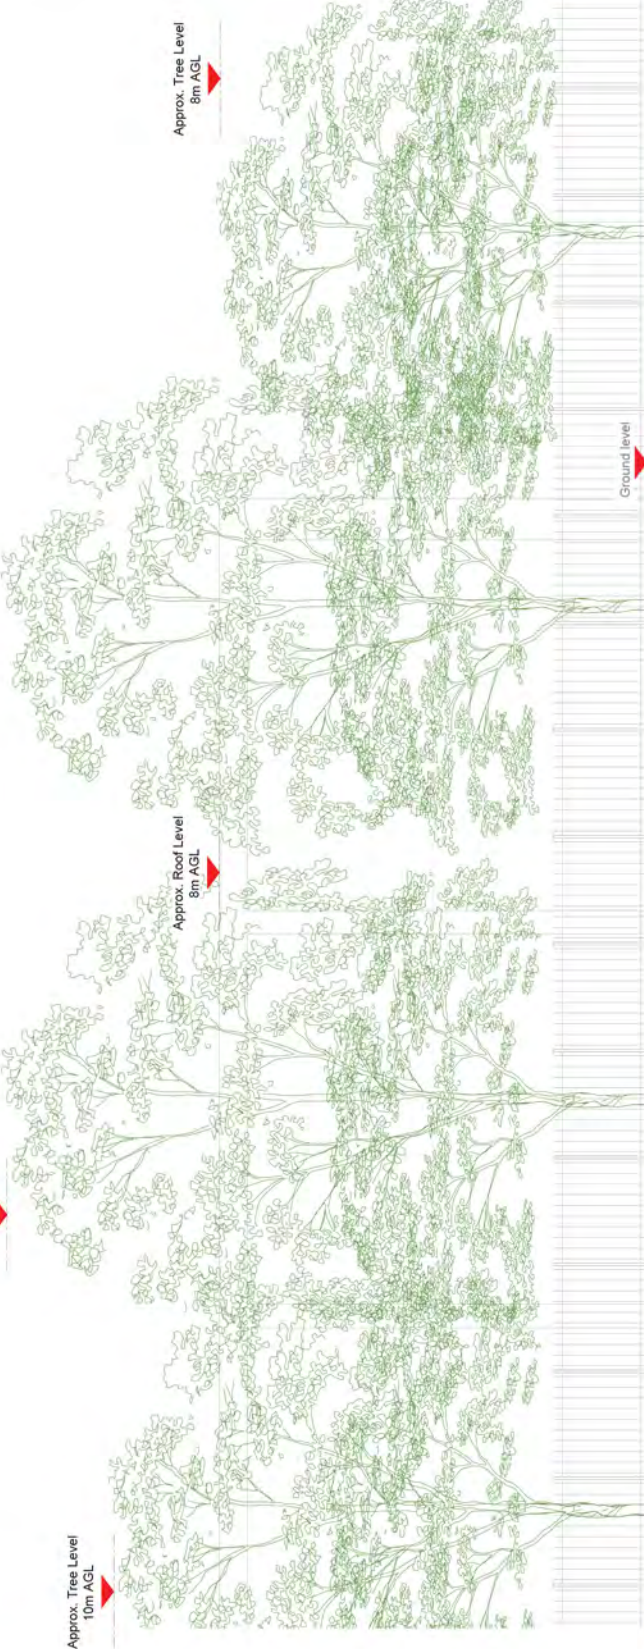 Approx. Tree Level
8m AGL
Ground level
Approx. Roof Level
8m AGL
Approx. Tree Level
10m AGL